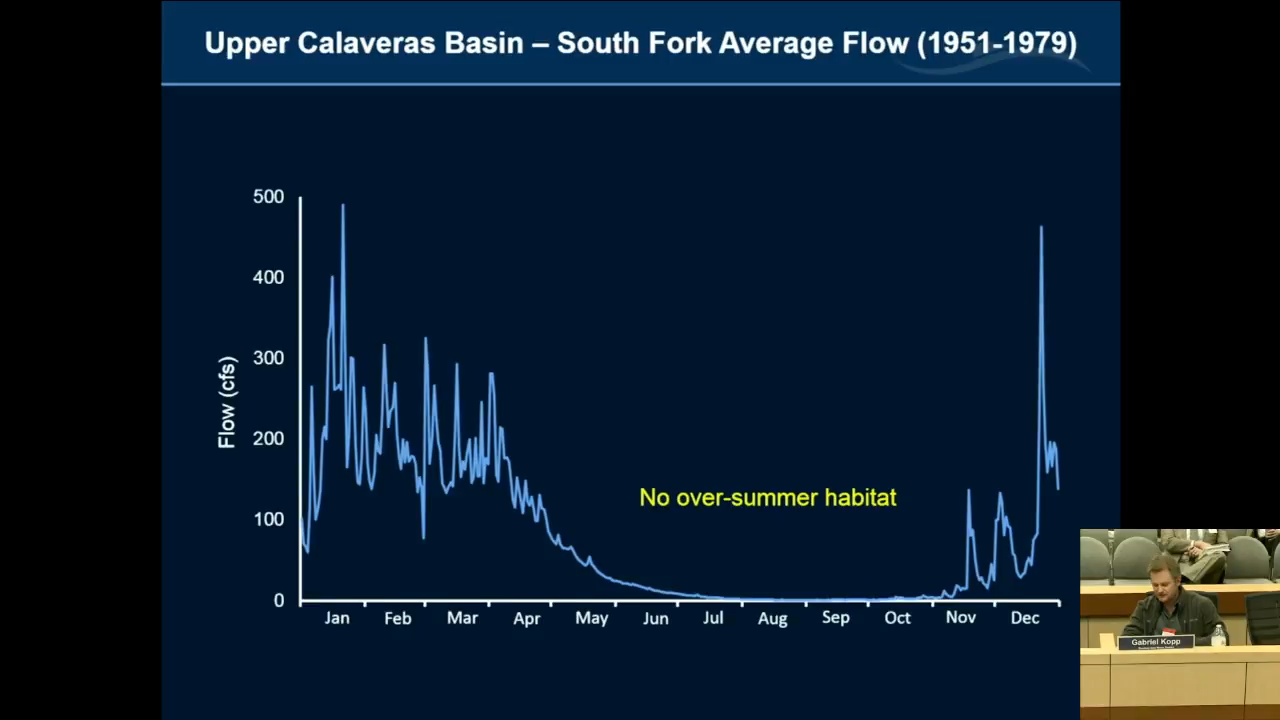 Upper Calaveras Basin – South Fork Average Flow (1951-1979)
500
400
300
200
100
0
Flow (cfs)
No over-summer habitat
Jan Feb Mar Apr May Jun Jul Aug Sep Oct Nov Dec
Gabriel Kopp